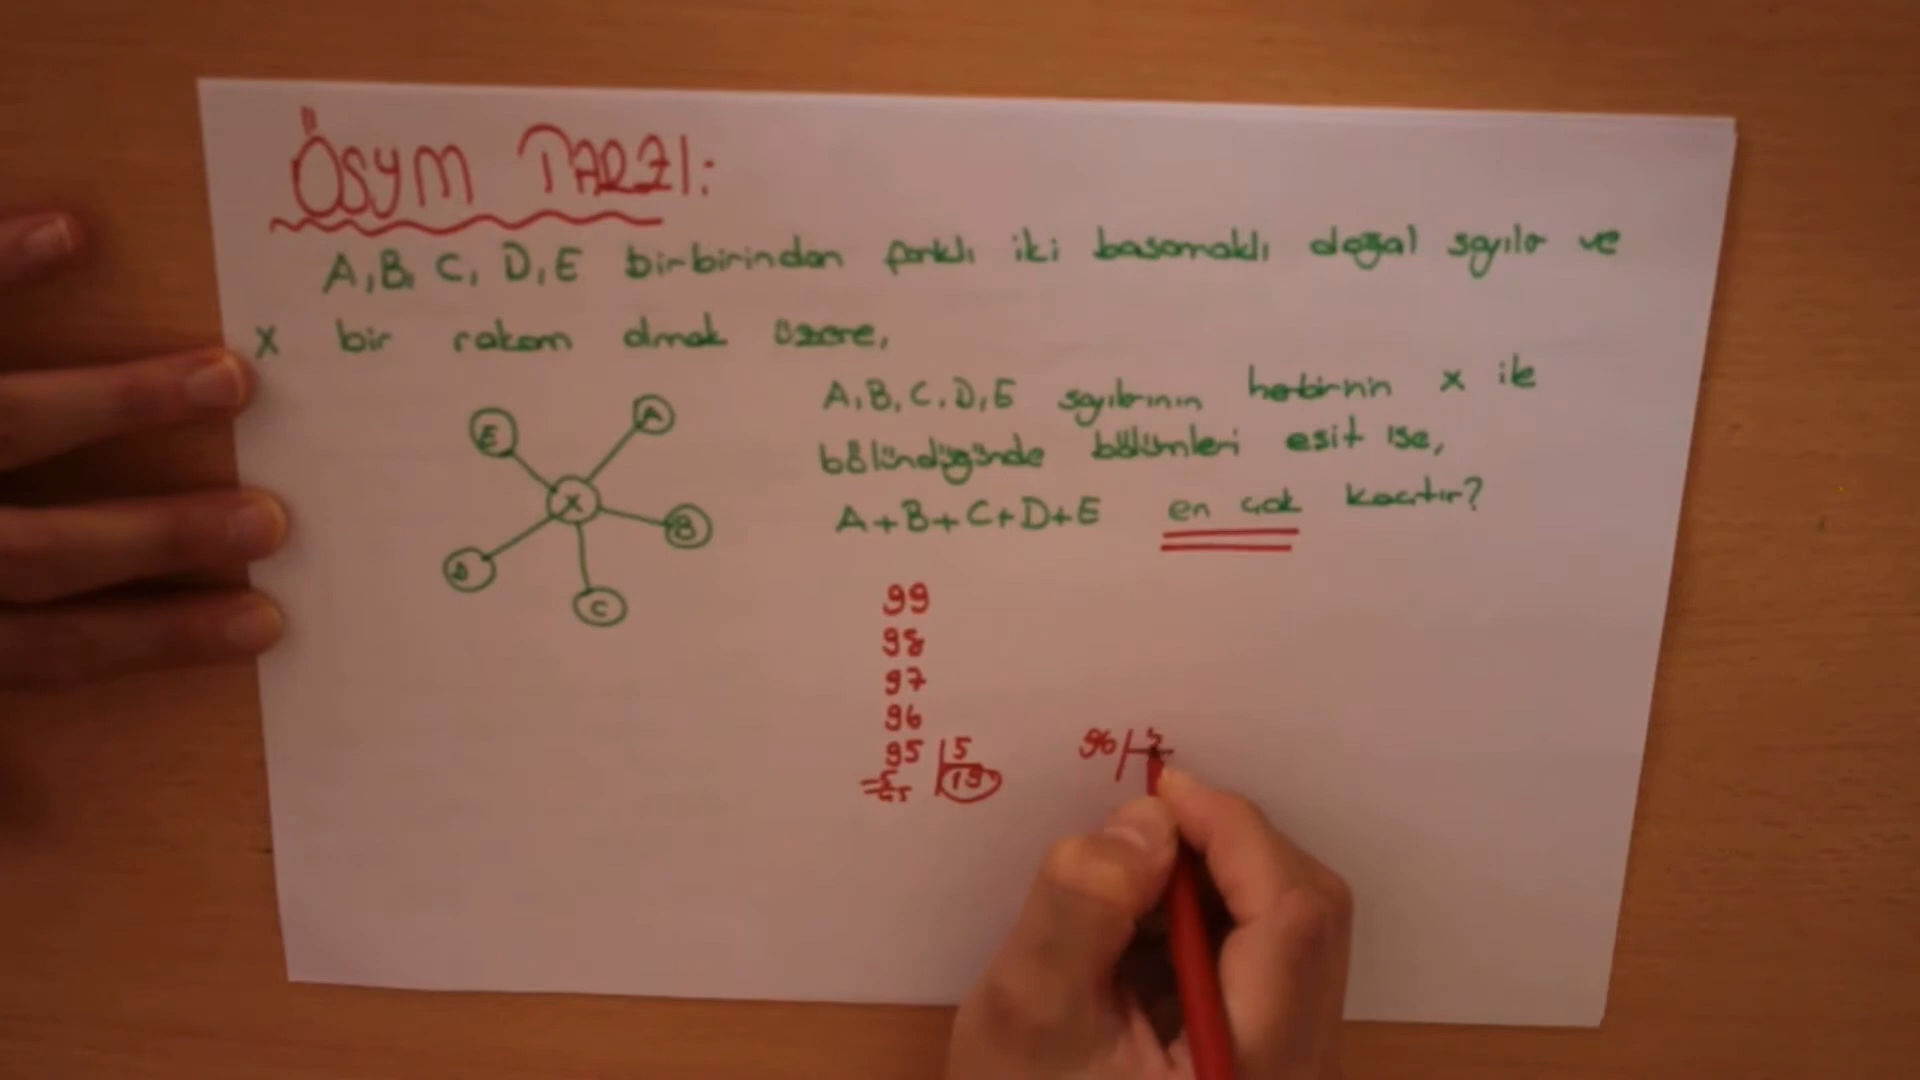 ÖSYM TARZI:
A, B, C, D, E birbirinden farklı iki basamaklı doğal sayılar ve
X bir rakam olmak üzere,
A, B, C, D, E sayılarının herbirinin x ile
bölündüğünde bölümleri eşit ise,
A+B+C+D+E en çok kaçtır?
E
A
X
B
D
C
99
98
97
96
95 | 5
19
96